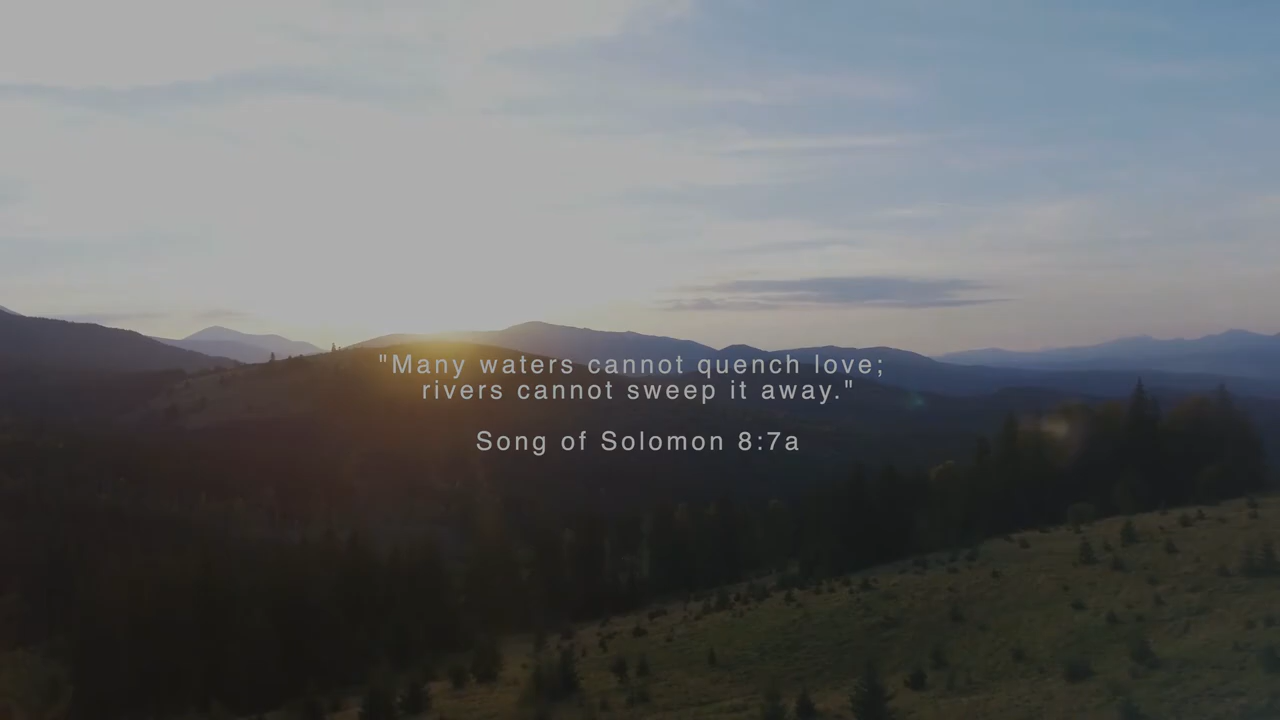 "Many waters cannot quench love;
rivers cannot sweep it away."
Song of Solomon 8:7a